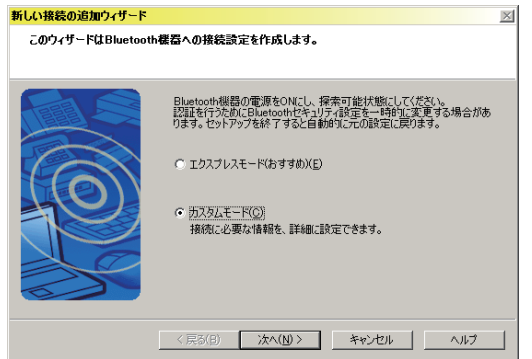 新しい接続の追加ウィザード
このウィザードはBluetooth機器への接続設定を作成します。
Bluetooth機器の電源をONにし、探索可能状態にしてください。
認証を行うためにBluetoothセキュリティ設定を一時的に変更する場合があ
ります。セットアップを終了すると自動的に元の設定に戻ります。
エクスプレスモード(おすすめ)(E)
カスタムモード(C)
接続に必要な情報を、詳細に設定できます。
< 戻る(B) 次へ(N) > キャンセル ヘルプ